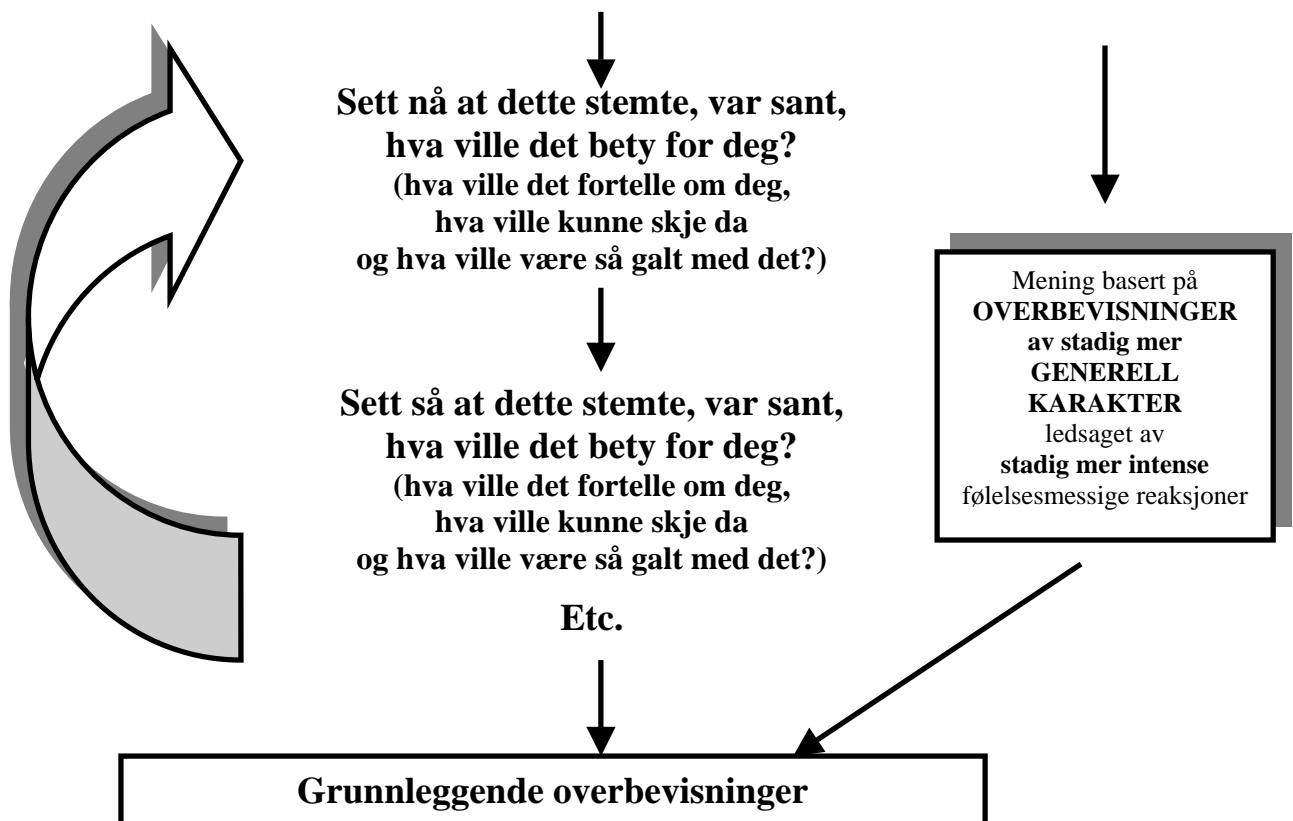 Sett nå at dette stemte, var sant,
hva ville det bety for deg?
(hva ville det fortelle om deg,
hva ville kunne skje da
og hva ville være så galt med det?)
Mening basert på
OVERBEVISNINGER
av stadig mer
GENERELL
KARAKTER
ledsaget av
stadig mer intense
følelsesmessige reaksjoner
Sett så at dette stemte, var sant,
hva ville det bety for deg?
(hva ville det fortelle om deg,
hva ville kunne skje da
og hva ville være så galt med det?)
Etc.
Grunnleggende overbevisninger